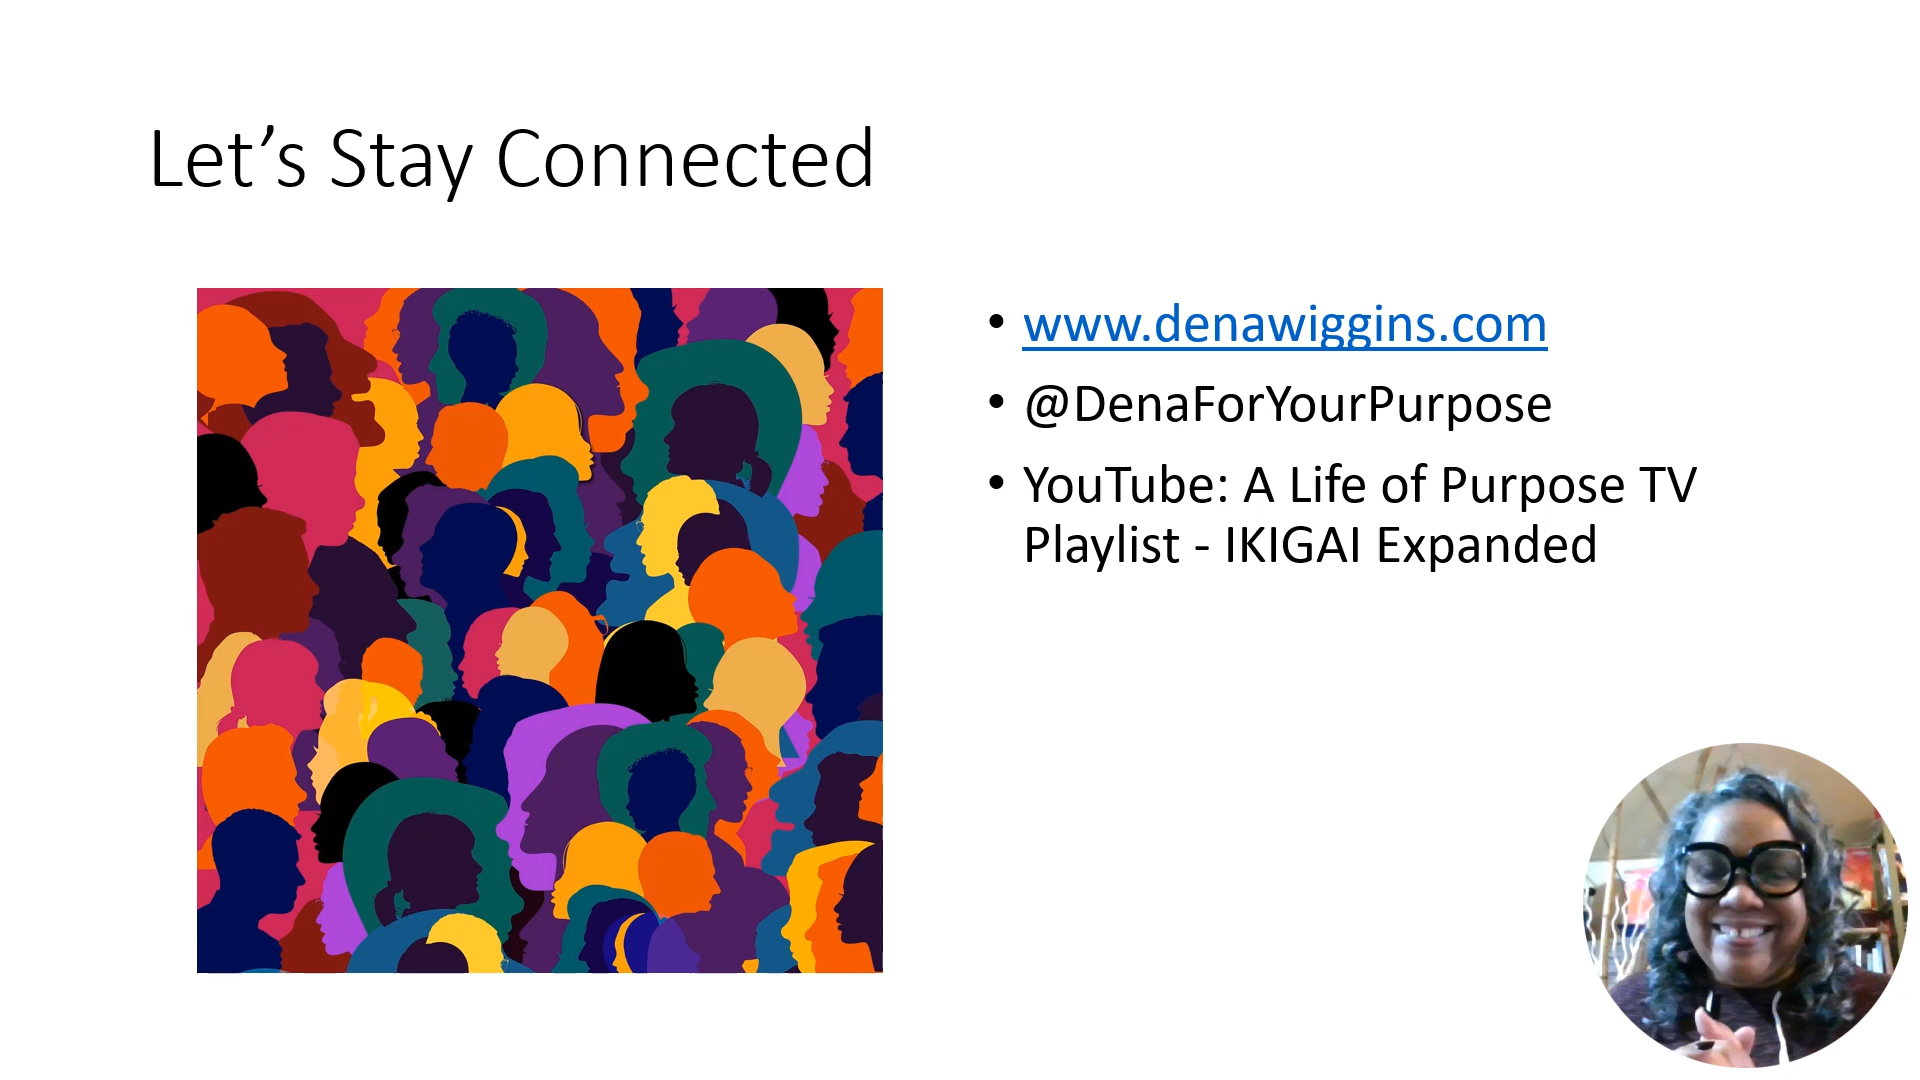 Let’s Stay Connected
• www.denawiggins.com
• @DenaForYourPurpose
• YouTube: A Life of Purpose TV
Playlist - IKIGAI Expanded